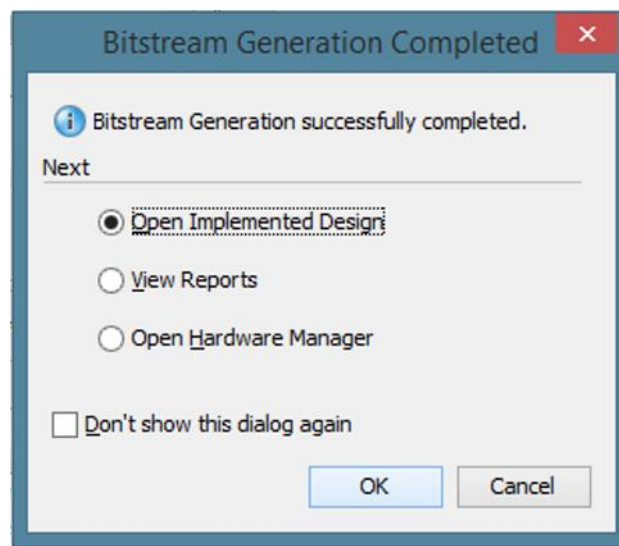 Bitstream Generation Completed
Bitstream Generation successfully completed.
Next
Open Implemented Design
View Reports
Open Hardware Manager
Don't show this dialog again
OK
Cancel